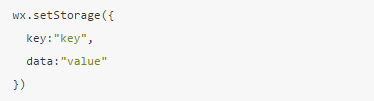 wx.setStorage({
  key:"key",
  data:"value"
})